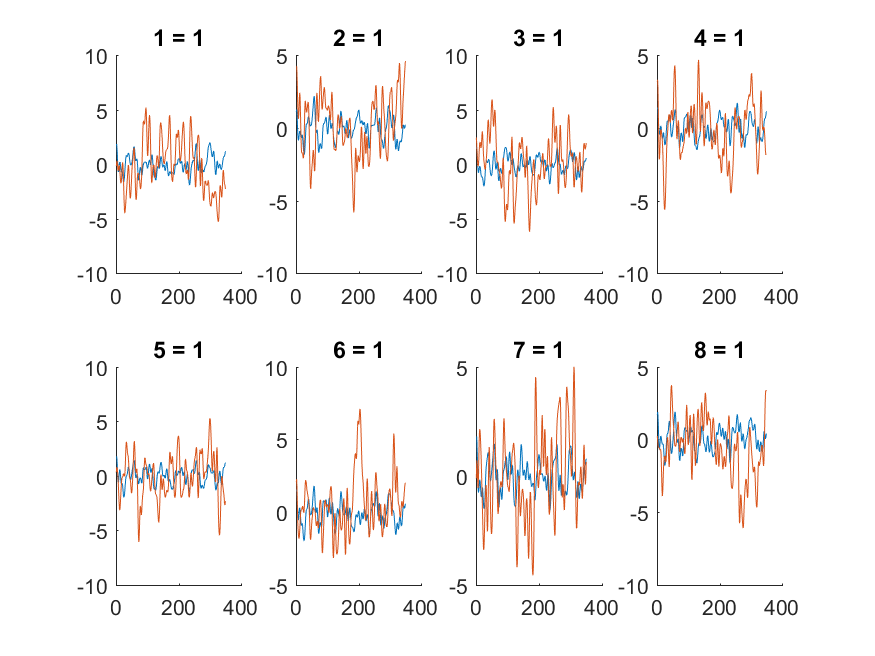 1 = 1 2 = 1 3 = 1 4 = 1
10 5 10 5
5 0 5 0
0 -5 0 -5
-5 -10 -5 -10
-10 0 200 400 -10 0 200 400
0 200 400 0 200 400
5 = 1 6 = 1 7 = 1 8 = 1
10 10 5 5
5 5 0 0
0 0 -5 -5
-5 -5 0 200 400 -10
-10 0 200 400 0 200 400
0 200 400